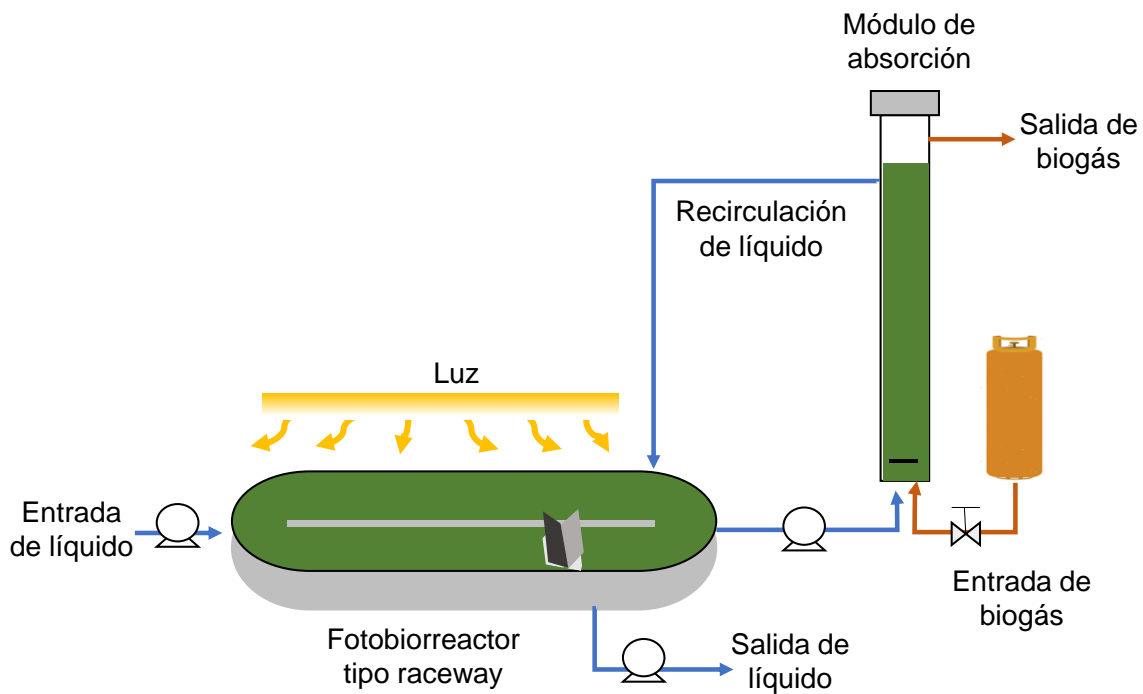 Módulo de
absorción
Salida de
biogás
Recirculación
de líquido
Luz
Entrada
de líquido
Entrada de
biogás
Fotobiorreactor
tipo raceway
Salida de
líquido